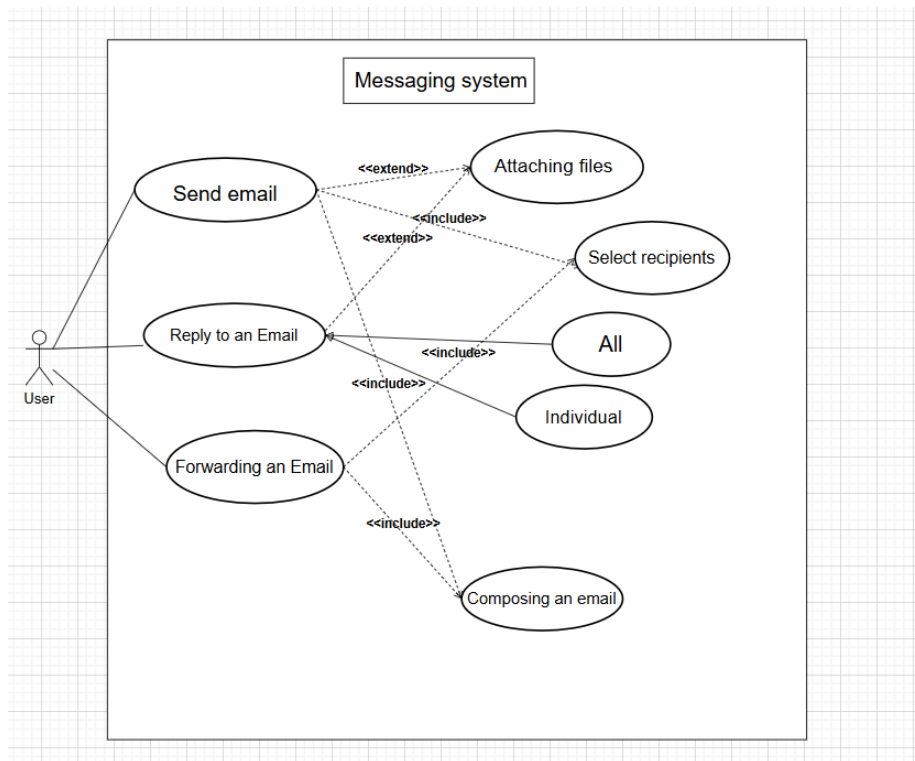 Messaging system
Send email
<<extend>>
Attaching files
<<include>>
<<extend>>
Select recipients
Reply to an Email
<<include>>
All
User
<<include>>
Individual
Forwarding an Email
<<include>>
Composing an email